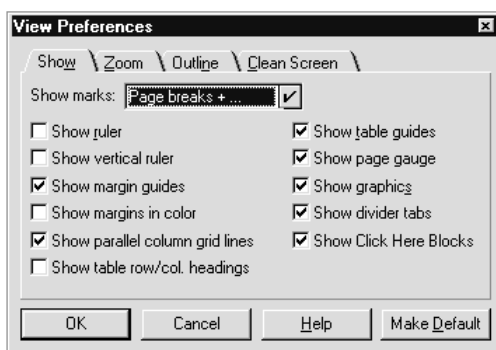 View Preferences
Show Zoom Outline Clean Screen
Show marks: Page breaks + ...
Show ruler
Show vertical ruler
Show margin guides
Show margins in color
Show parallel column grid lines
Show table row/col. headings
Show table guides
Show page gauge
Show graphics
Show divider tabs
Show Click Here Blocks
OK Cancel Help Make Default